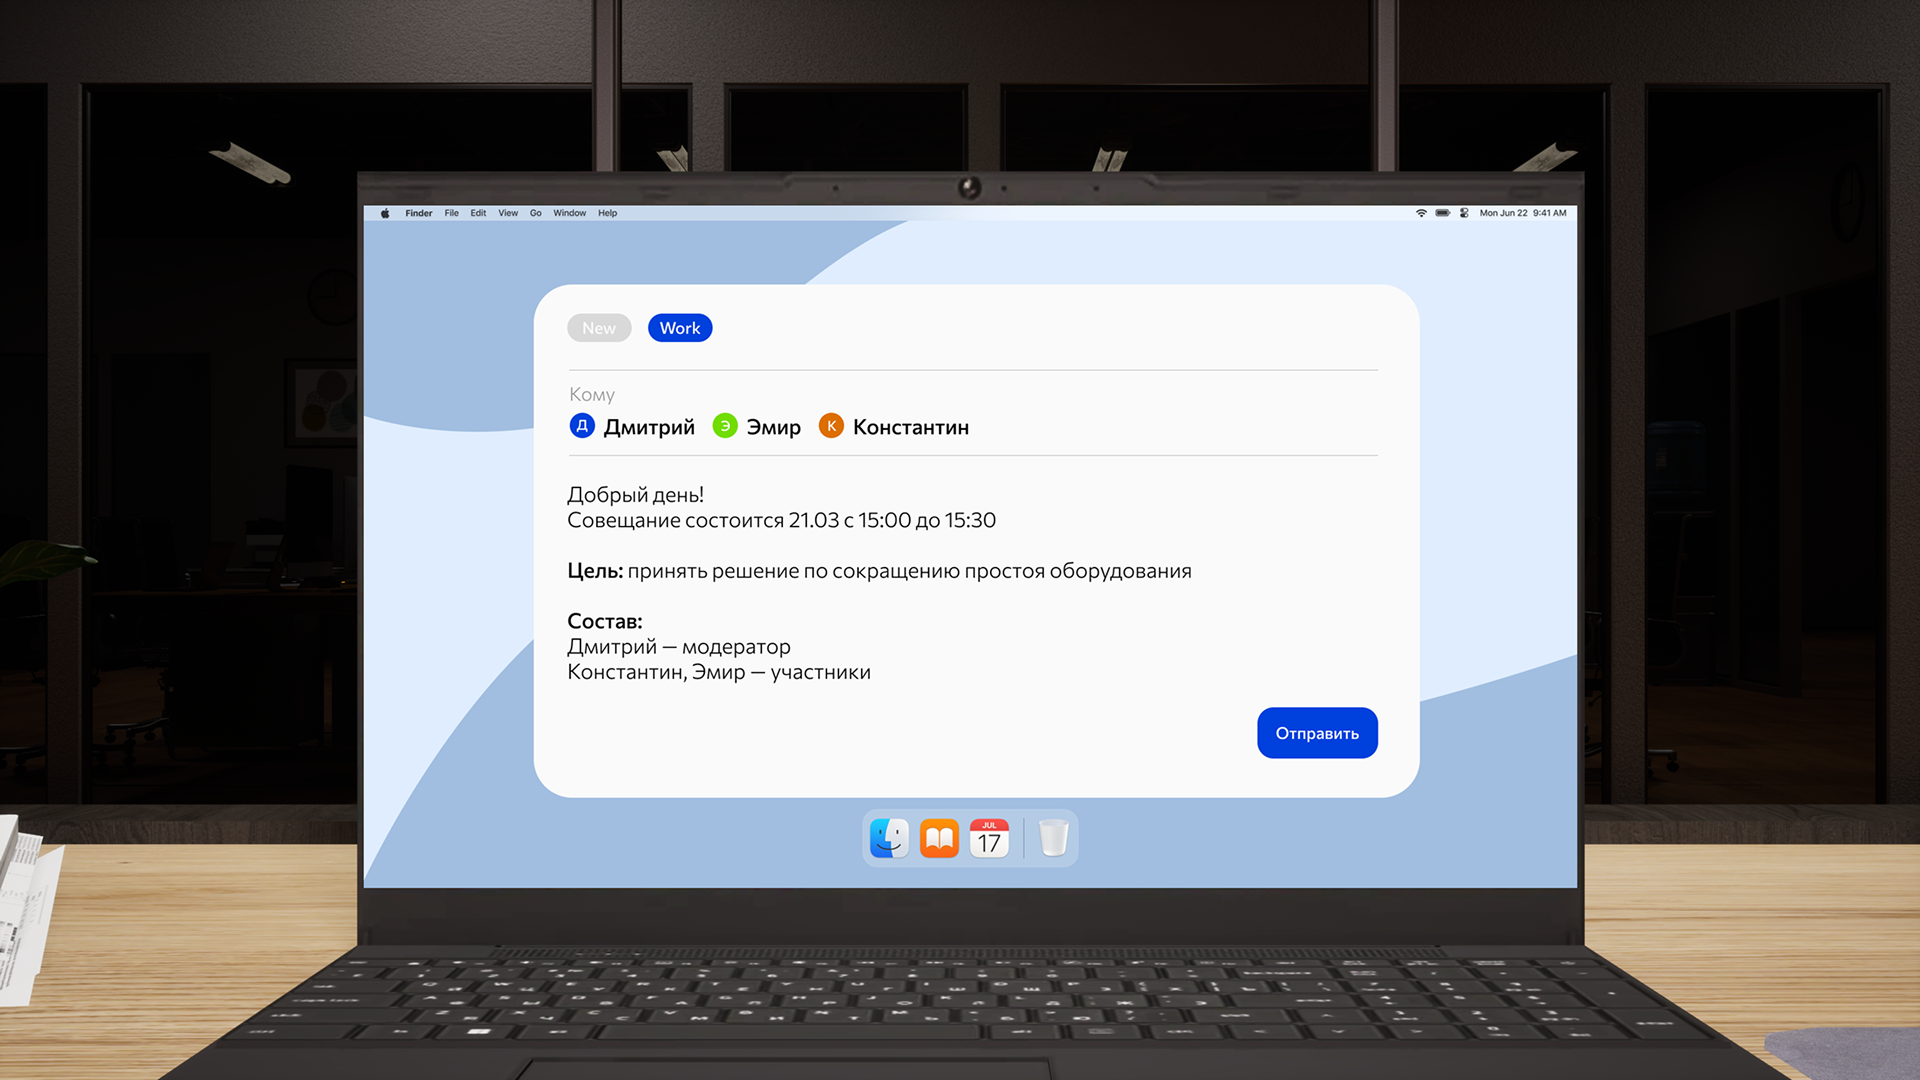 Finder File Edit View Go Window Help
Mon Jun 22 9:41 AM
New Work
Кому
Д Дмитрий Э Эмир К Константин
Добрый день!
Совещание состоится 21.03 с 15:00 до 15:30
Цель: принять решение по сокращению простоя оборудования
Состав:
Дмитрий — модератор
Константин, Эмир — участники
Отправить
JUL
17